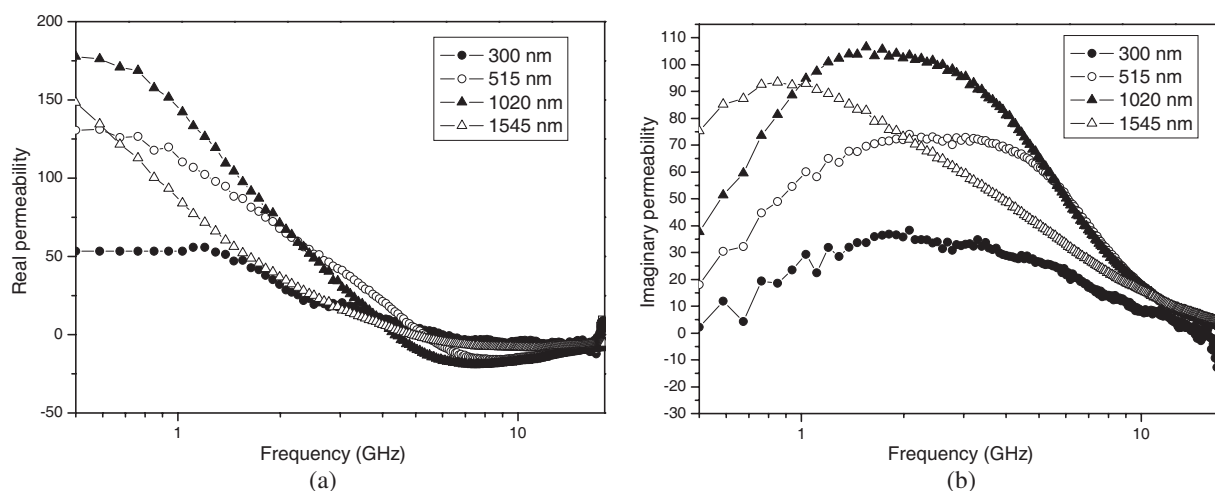 200
150
100
50
0
-50
Real permeability
300 nm
515 nm
1020 nm
1545 nm
1
10
Frequency (GHz)
(a)
110
100
90
80
70
60
50
40
30
20
10
0
-10
-20
-30
Imaginary permeability
300 nm
515 nm
1020 nm
1545 nm
1
10
Frequency (GHz)
(b)